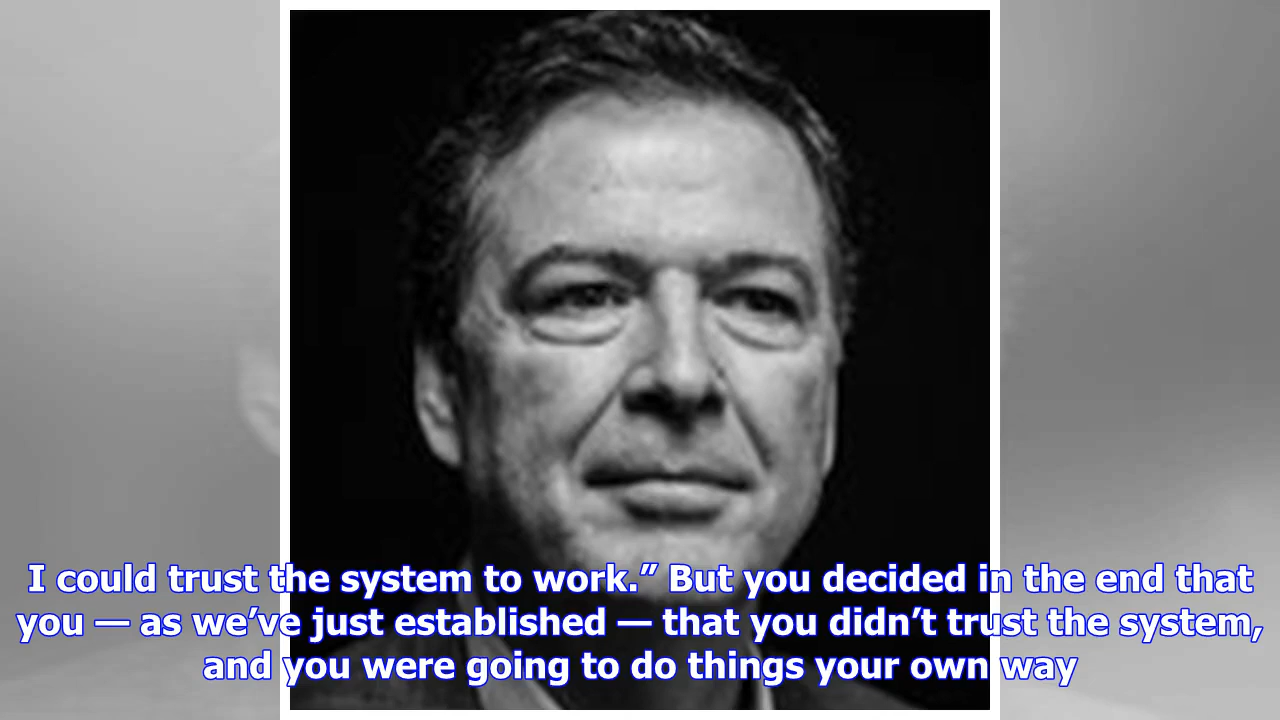 I could trust the system to work.” But you decided in the end that
you — as we’ve just established — that you didn’t trust the system,
and you were going to do things your own way